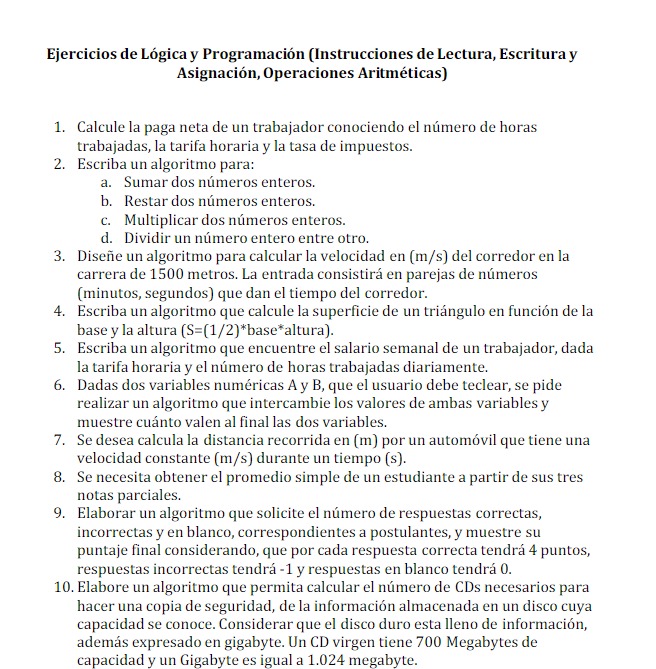 Ejercicios de Lógica y Programación (Instrucciones de Lectura, Escritura y
Asignación, Operaciones Aritméticas)
1. Calcule la paga neta de un trabajador conociendo el número de horas
trabajadas, la tarifa horaria y la tasa de impuestos.
2. Escriba un algoritmo para:
a. Sumar dos números enteros.
b. Restar dos números enteros.
c. Multiplicar dos números enteros.
d. Dividir un número entero entre otro.
3. Diseñe un algoritmo para calcular la velocidad en (m/s) del corredor en la
carrera de 1500 metros. La entrada consistirá en parejas de números
(minutos, segundos) que dan el tiempo del corredor.
4. Escriba un algoritmo que calcule la superficie de un triángulo en función de la
base y la altura (S=(1/2)*base*altura).
5. Escriba un algoritmo que encuentre el salario semanal de un trabajador, dada
la tarifa horaria y el número de horas trabajadas diariamente.
6. Dadas dos variables numéricas A y B, que el usuario debe teclear, se pide
realizar un algoritmo que intercambie los valores de ambas variables y
muestre cuánto valen al final las dos variables.
7. Se desea calcula la distancia recorrida en (m) por un automóvil que tiene una
velocidad constante (m/s) durante un tiempo (s).
8. Se necesita obtener el promedio simple de un estudiante a partir de sus tres
notas parciales.
9. Elaborar un algoritmo que solicite el número de respuestas correctas,
incorrectas y en blanco, correspondientes a postulantes, y muestre su
puntaje final considerando, que por cada respuesta correcta tendrá 4 puntos,
respuestas incorrectas tendrá -1 y respuestas en blanco tendrá 0.
10. Elabore un algoritmo que permita calcular el número de CDs necesarios para
hacer una copia de seguridad, de la información almacenada en un disco cuya
capacidad se conoce. Considerar que el disco duro esta lleno de información,
además expresado en gigabyte. Un CD virgen tiene 700 Megabytes de
capacidad y un Gigabyte es igual a 1.024 megabyte.